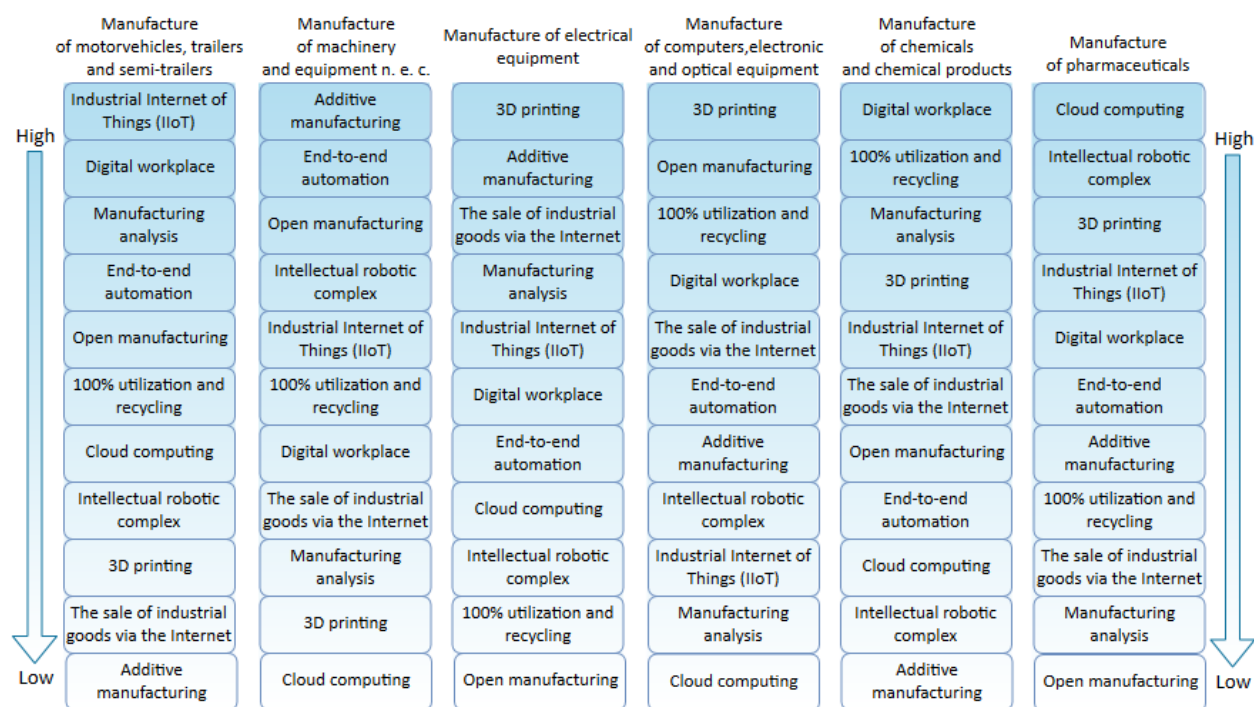 Manufacture
of motorvehicles, trailers
and semi-trailers
Manufacture
of machinery
and equipment n. e. c.
Manufacture of electrical
equipment
Manufacture
of computers,electronic
and optical equipment
Manufacture
of chemicals
and chemical products
Manufacture
of pharmaceuticals
High
Low
Industrial Internet of
Things (IIoT)
Digital workplace
Manufacturing
analysis
End-to-end
automation
Open manufacturing
100% utilization and
recycling
Cloud computing
Intellectual robotic
complex
3D printing
The sale of industrial
goods via the Internet
Additive
manufacturing
Additive
manufacturing
End-to-end
automation
Open manufacturing
Intellectual robotic
complex
Industrial Internet of
Things (IIoT)
100% utilization and
recycling
Digital workplace
The sale of industrial
goods via the Internet
Manufacturing
analysis
3D printing
Cloud computing
3D printing
Additive
manufacturing
The sale of industrial
goods via the Internet
Manufacturing
analysis
Industrial Internet of
Things (IIoT)
Digital workplace
End-to-end
automation
Cloud computing
Intellectual robotic
complex
100% utilization and
recycling
Open manufacturing
3D printing
Open manufacturing
100% utilization and
recycling
Digital workplace
The sale of industrial
goods via the Internet
End-to-end
automation
Additive
manufacturing
Intellectual robotic
complex
Industrial Internet of
Things (IIoT)
Manufacturing
analysis
Cloud computing
Digital workplace
100% utilization and
recycling
Manufacturing
analysis
3D printing
Industrial Internet of
Things (IIoT)
The sale of industrial
goods via the Internet
Open manufacturing
End-to-end
automation
Cloud computing
Intellectual robotic
complex
Additive
manufacturing
Cloud computing
Intellectual robotic
complex
3D printing
Industrial Internet of
Things (IIoT)
Digital workplace
End-to-end
automation
Additive
manufacturing
100% utilization and
recycling
The sale of industrial
goods via the Internet
Manufacturing
analysis
Open manufacturing
High
Low